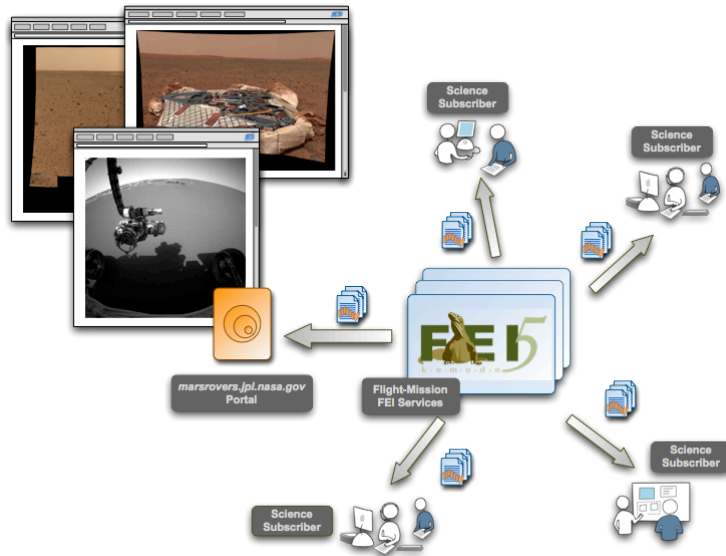 Science
Subscriber
Science
Subscriber
FEI 5
komodo
marsrovers.jpl.nasa.gov
Portal
Flight-Mission
FEI Services
Science
Subscriber
Science
Subscriber